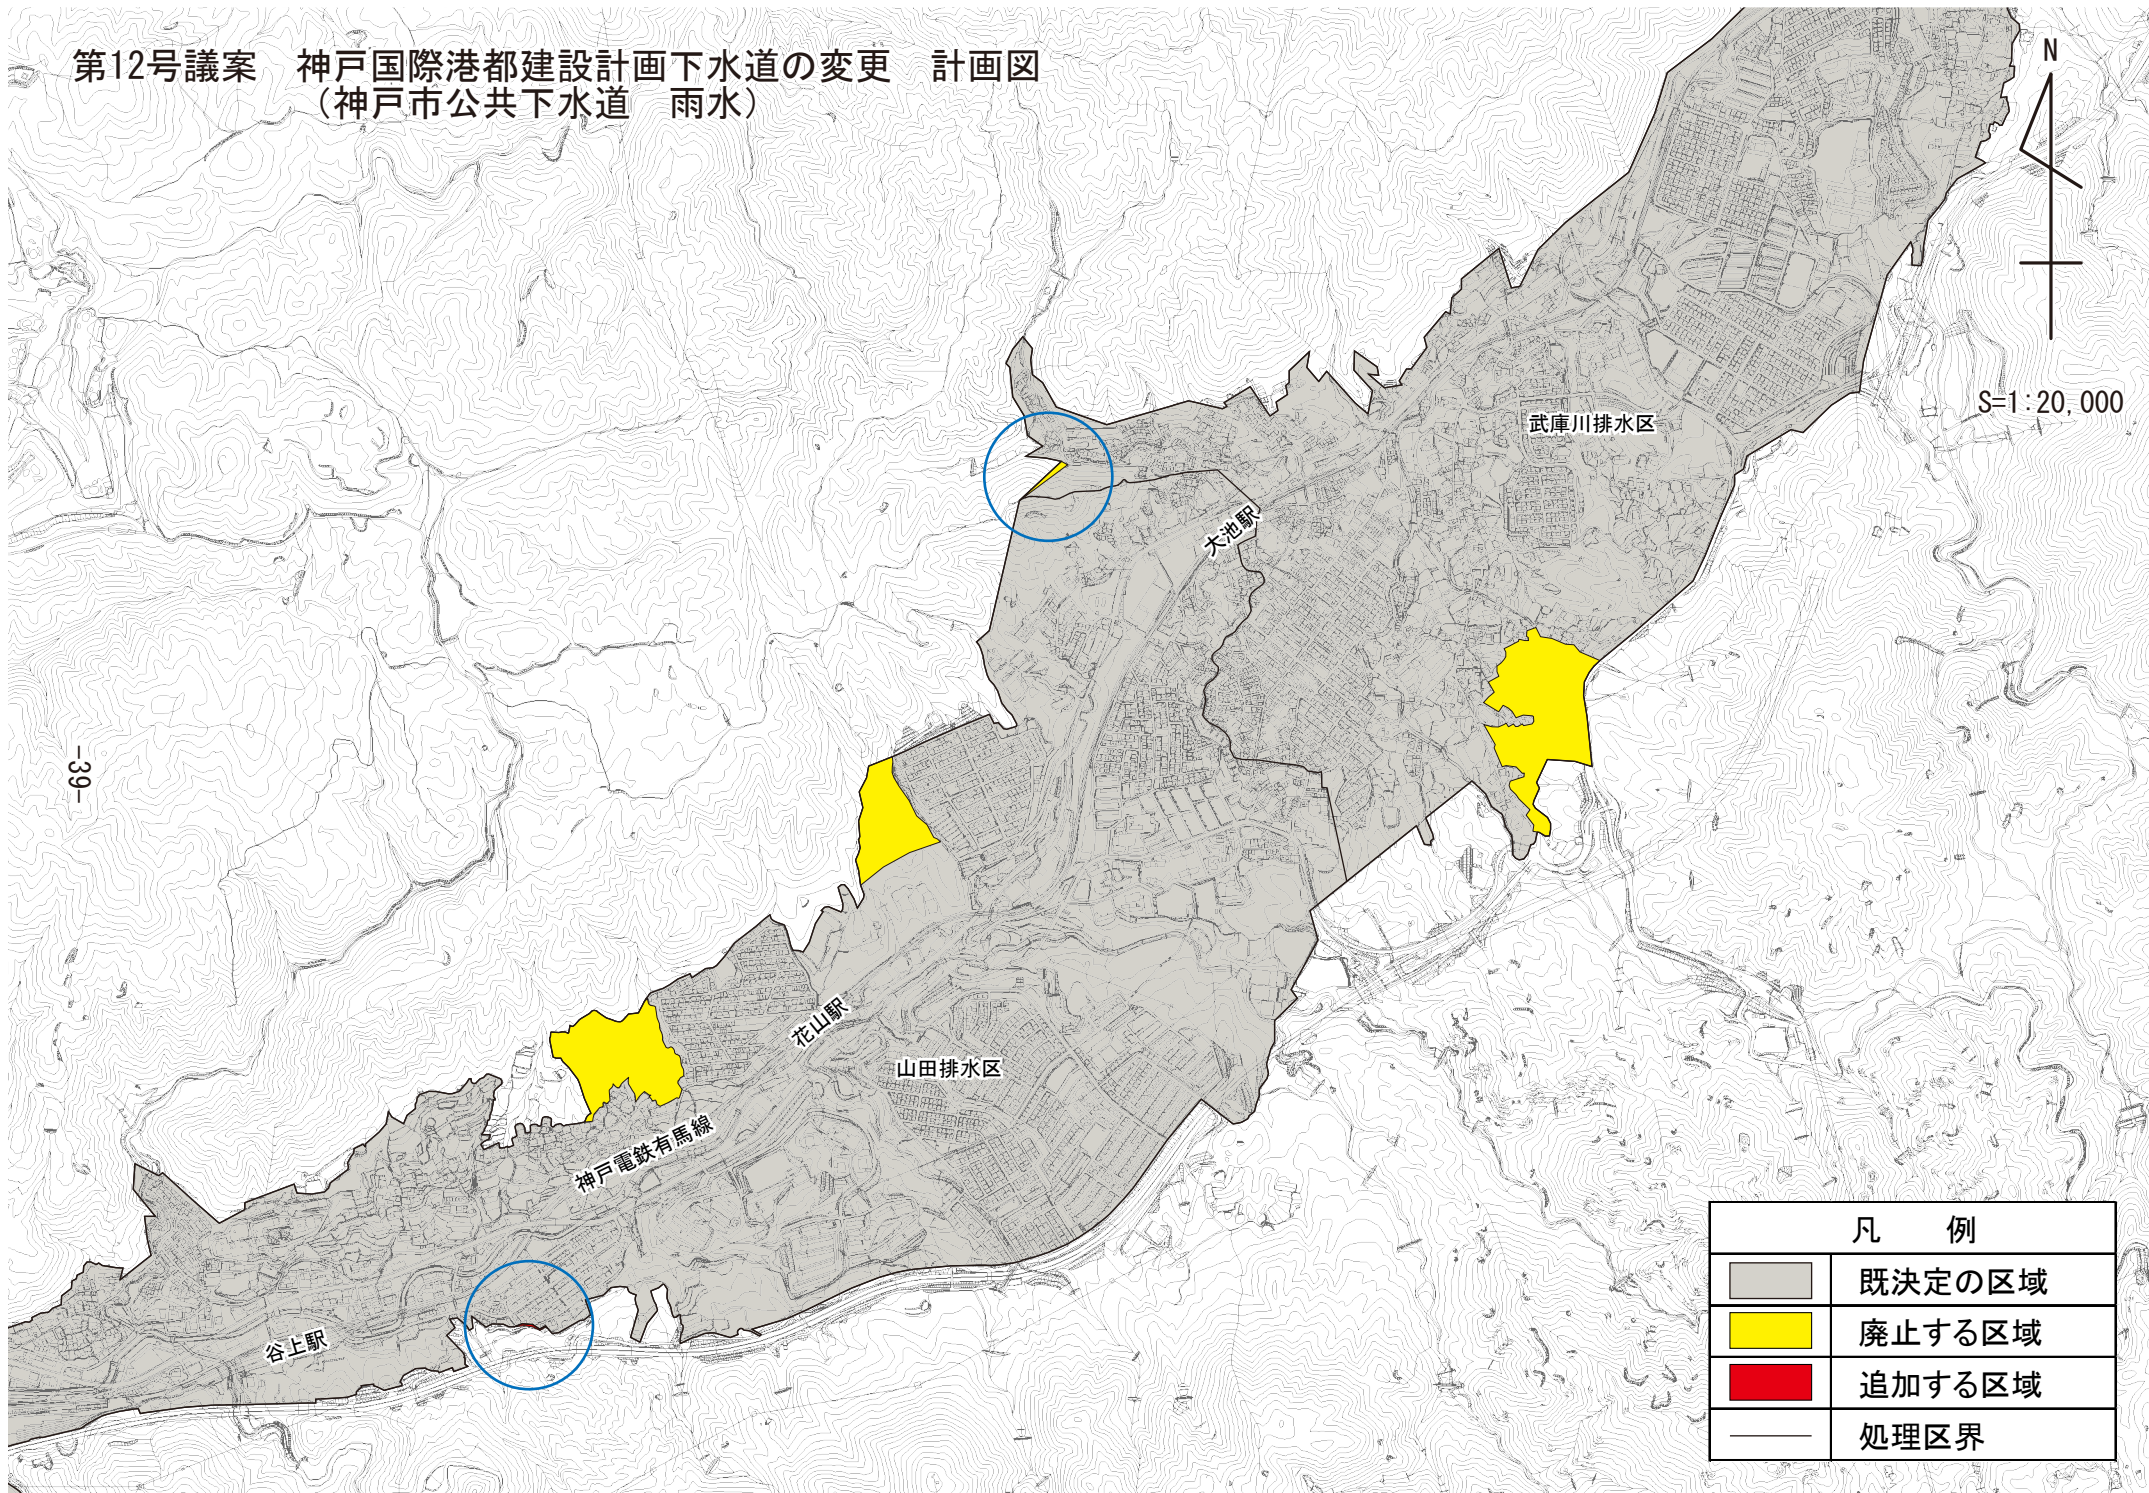 第12号議案　神戸国際港都建設計画下水道の変更　計画図
（神戸市公共下水道　雨水）
N
S=1:20,000
武庫川排水区
大池駅
-39-
花山駅
山田排水区
神戸電鉄有馬線
谷上駅
凡　例
既決定の区域
廃止する区域
追加する区域
処理区界